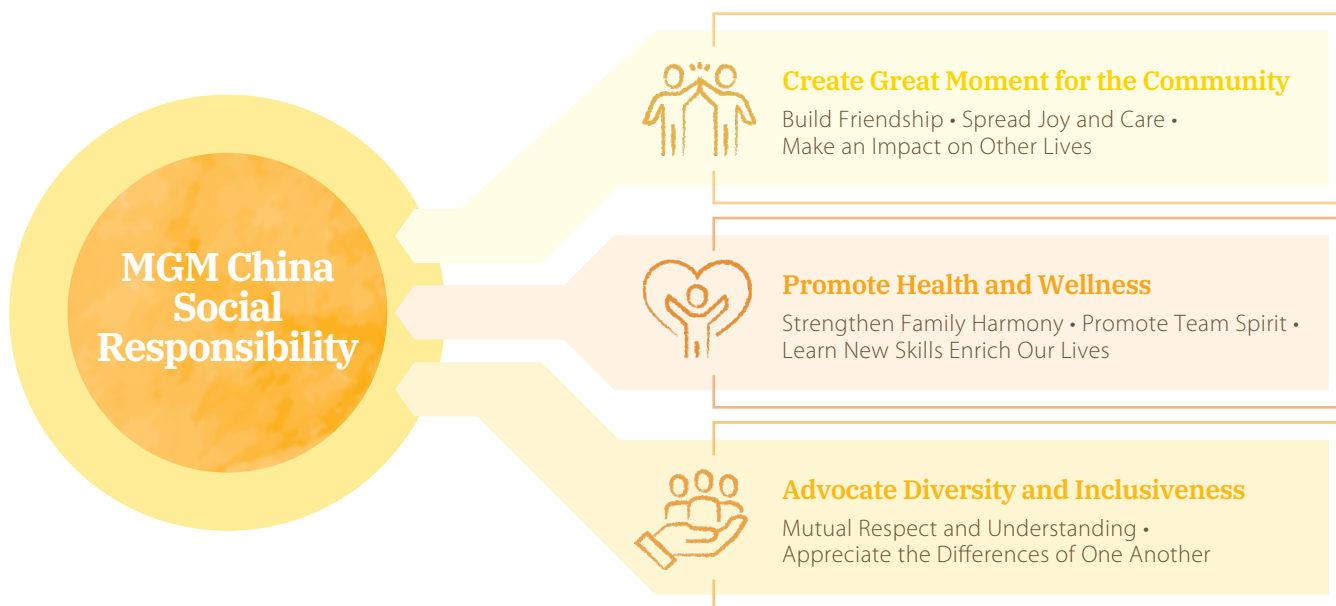 MGM China
Social
Responsibility
Create Great Moment for the Community
Build Friendship • Spread Joy and Care •
Make an Impact on Other Lives
Promote Health and Wellness
Strengthen Family Harmony • Promote Team Spirit •
Learn New Skills Enrich Our Lives
Advocate Diversity and Inclusiveness
Mutual Respect and Understanding •
Appreciate the Differences of One Another